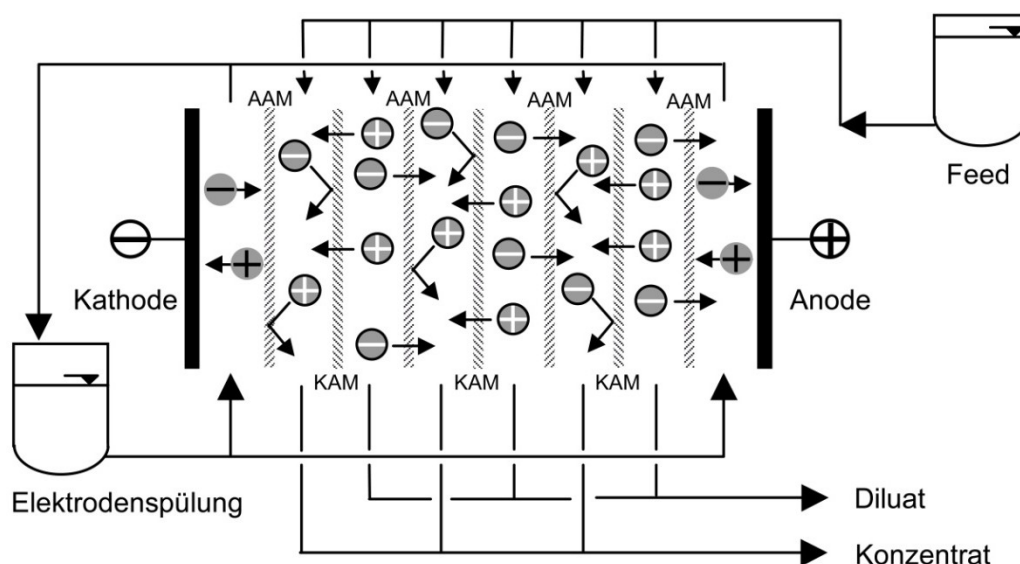 AAM
AAM
AAM
AAM
Feed
Kathode
Anode
KAM
KAM
KAM
Elektrodenspülung
Diluat
Konzentrat